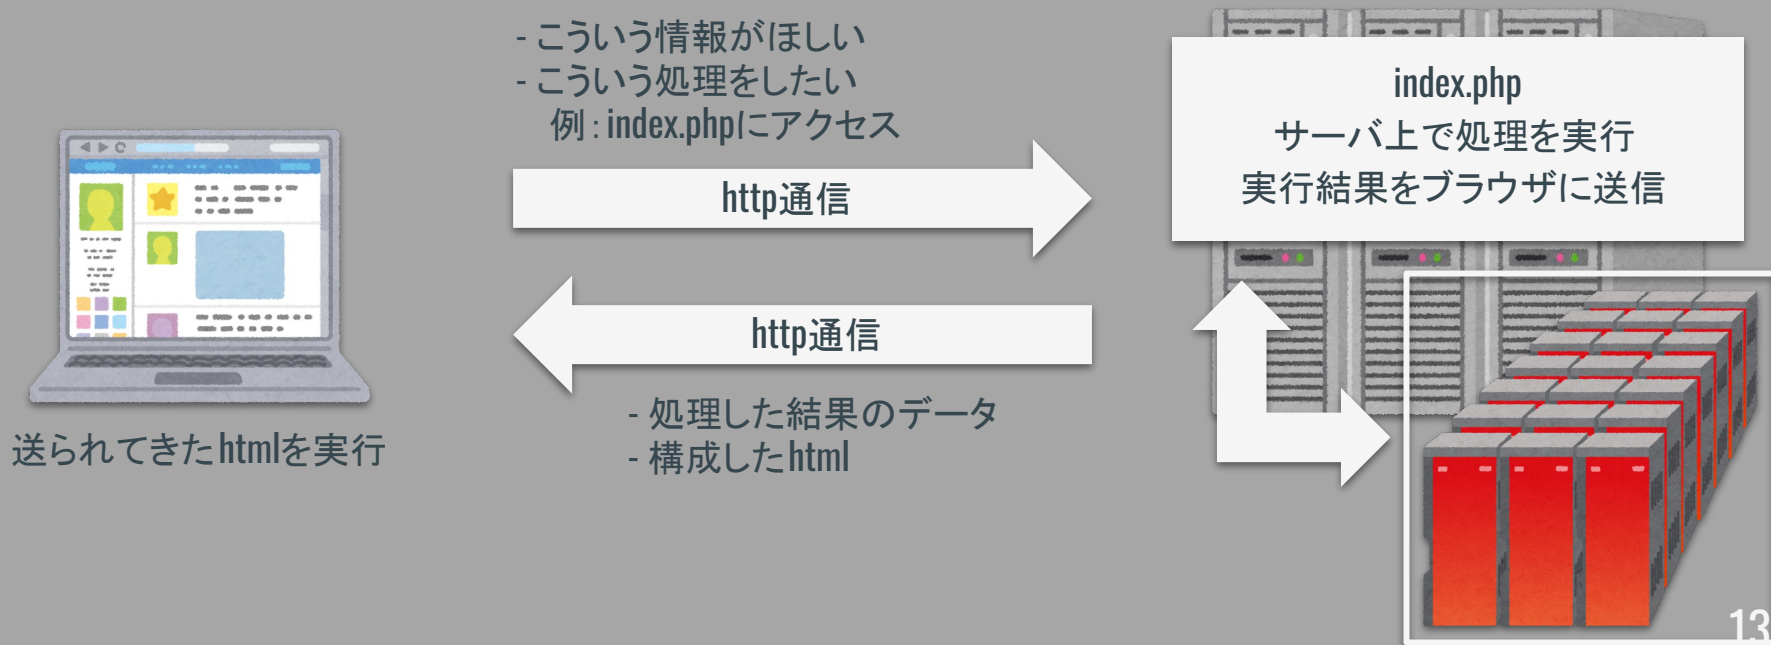 - こういう情報がほしい
- こういう処理をしたい
例：index.phpにアクセス
http通信
index.php
サーバ上で処理を実行
実行結果をブラウザに送信
http通信
- 処理した結果のデータ
- 構成したhtml
送られてきたhtmlを実行
13